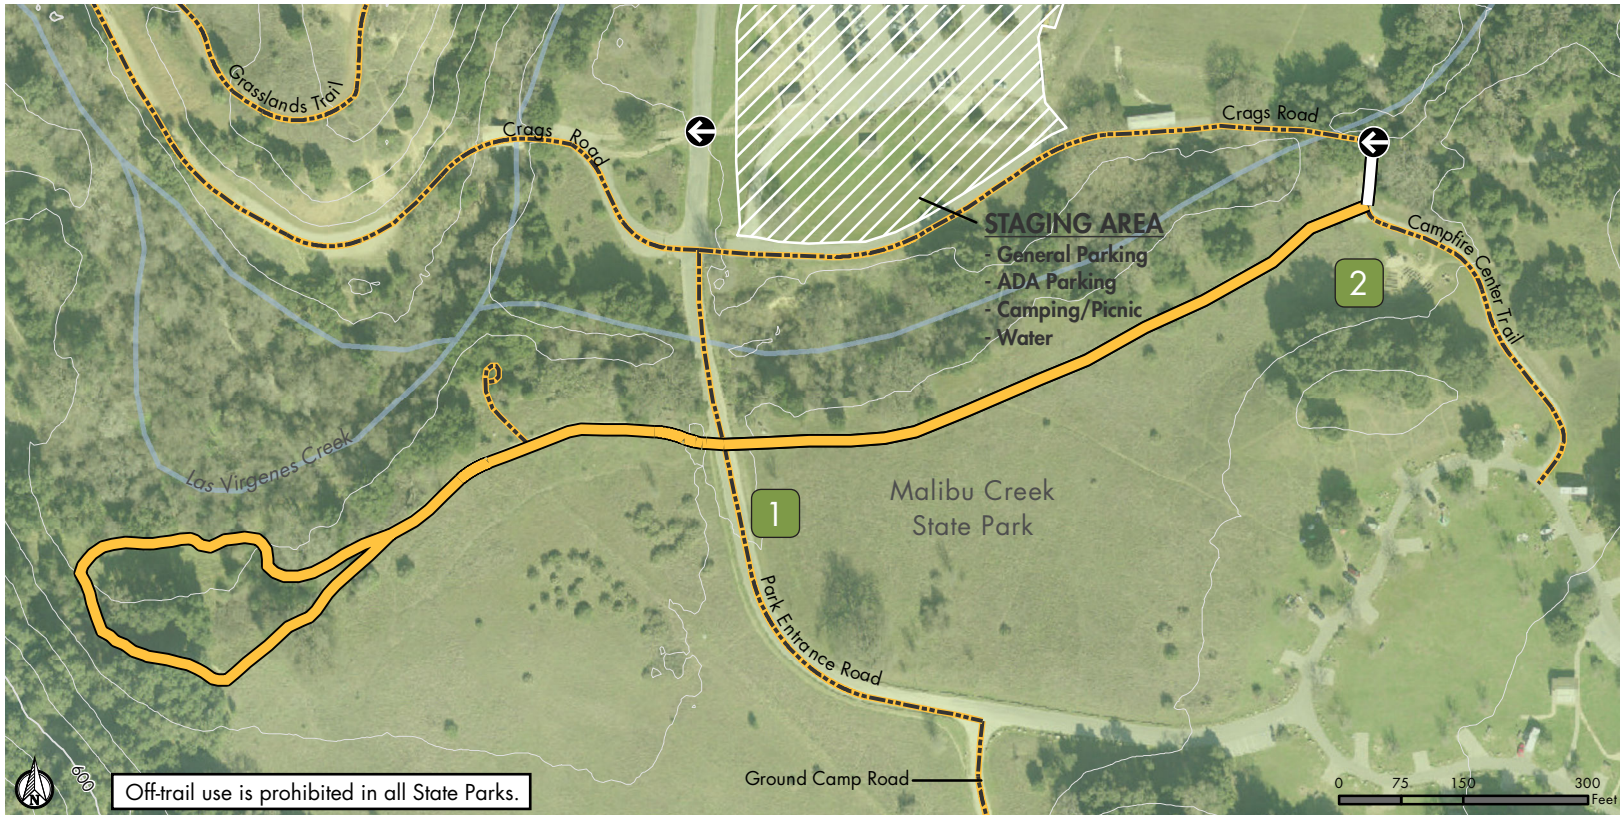 Grasslands Trail
Crags Road
Crags Road
STAGING AREA
- General Parking
- ADA Parking
- Camping/Picnic
- Water
Campfire Center Trail
2
Las Virgenes Creek
1
Malibu Creek
State Park
Park Entrance Road
Ground Camp Road
600
N
Off-trail use is prohibited in all State Parks.
0 75 150 300
Feet